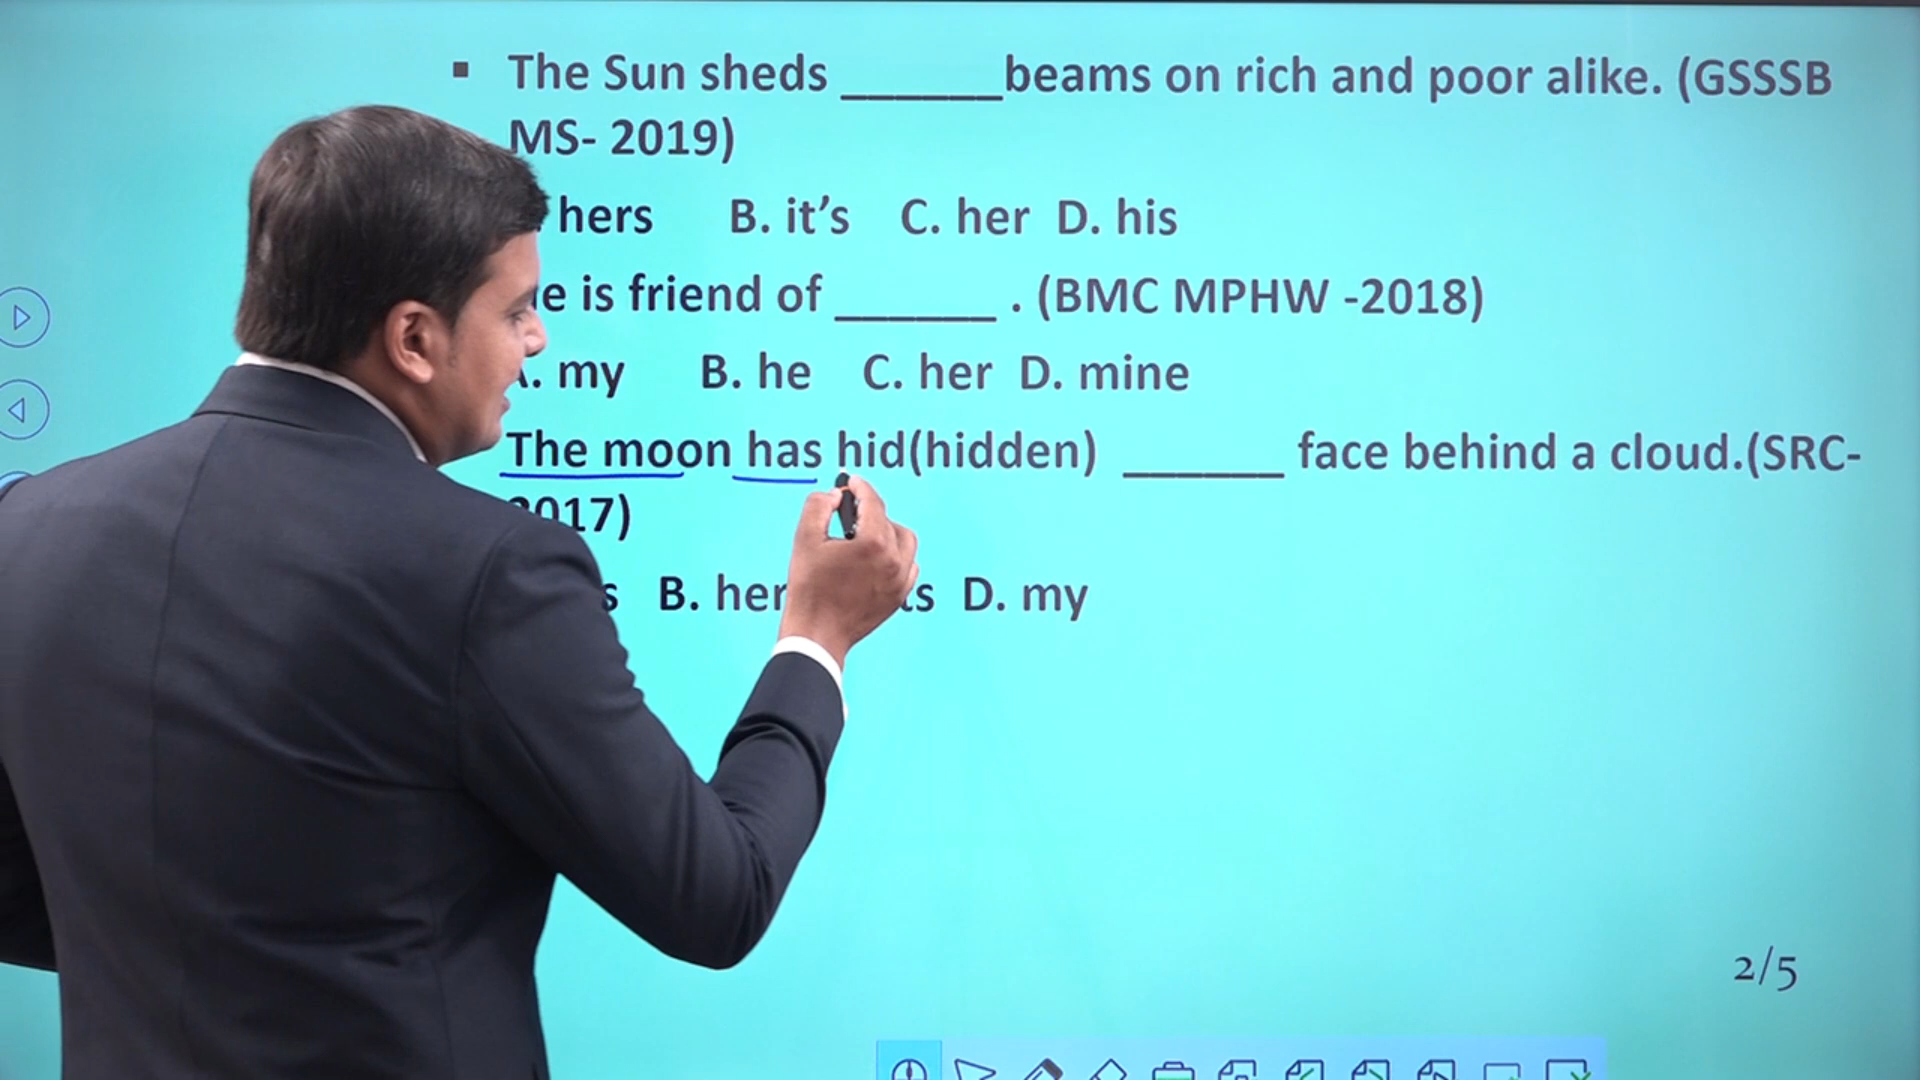 ▪ The Sun sheds ______beams on rich and poor alike. (GSSSB
MS- 2019)
hers B. it’s C. her D. his
is friend of ______ . (BMC MPHW -2018)
my B. he C. her D. mine
The moon has hid(hidden) ______ face behind a cloud.(SRC-
2017)
B. her D. my
2/5